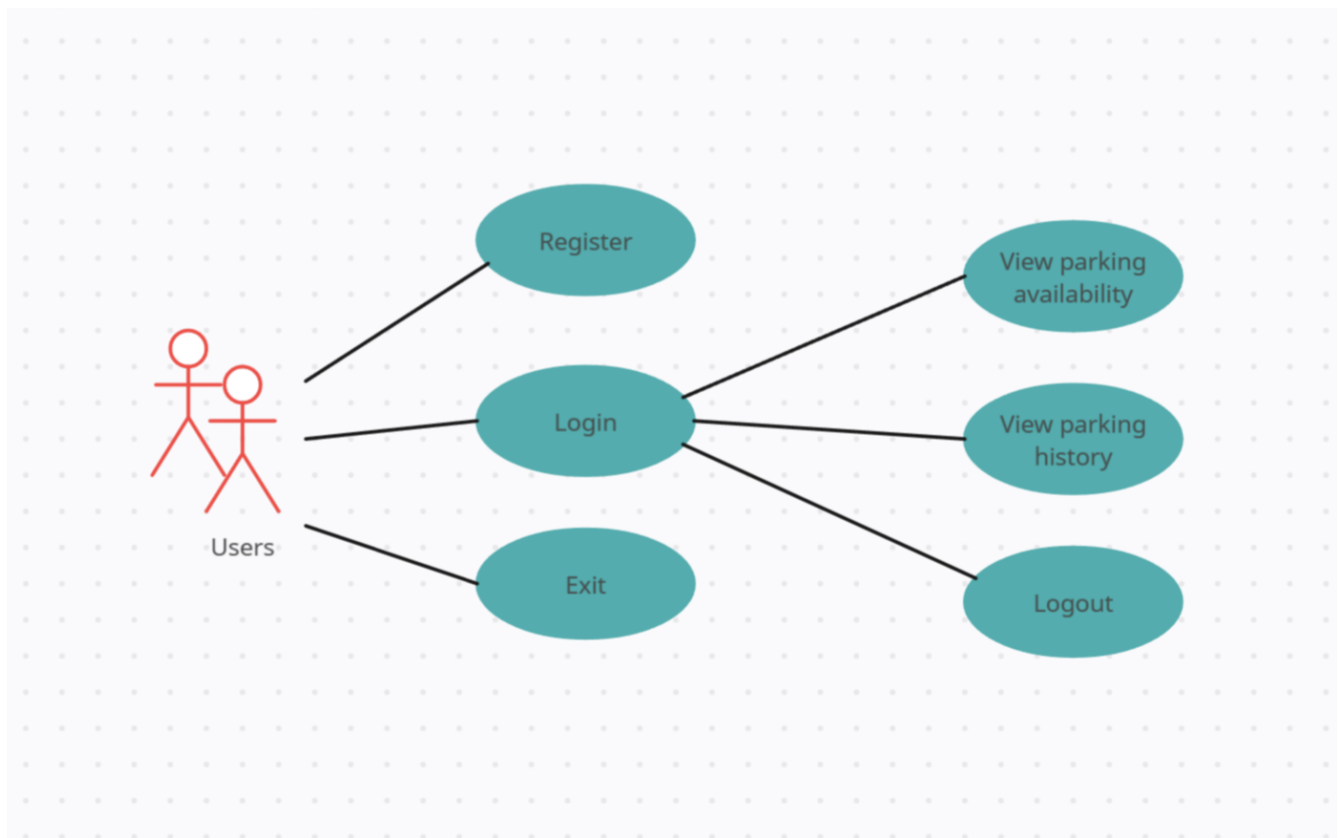 Register
Login
Exit
Users
View parking
availability
View parking
history
Logout